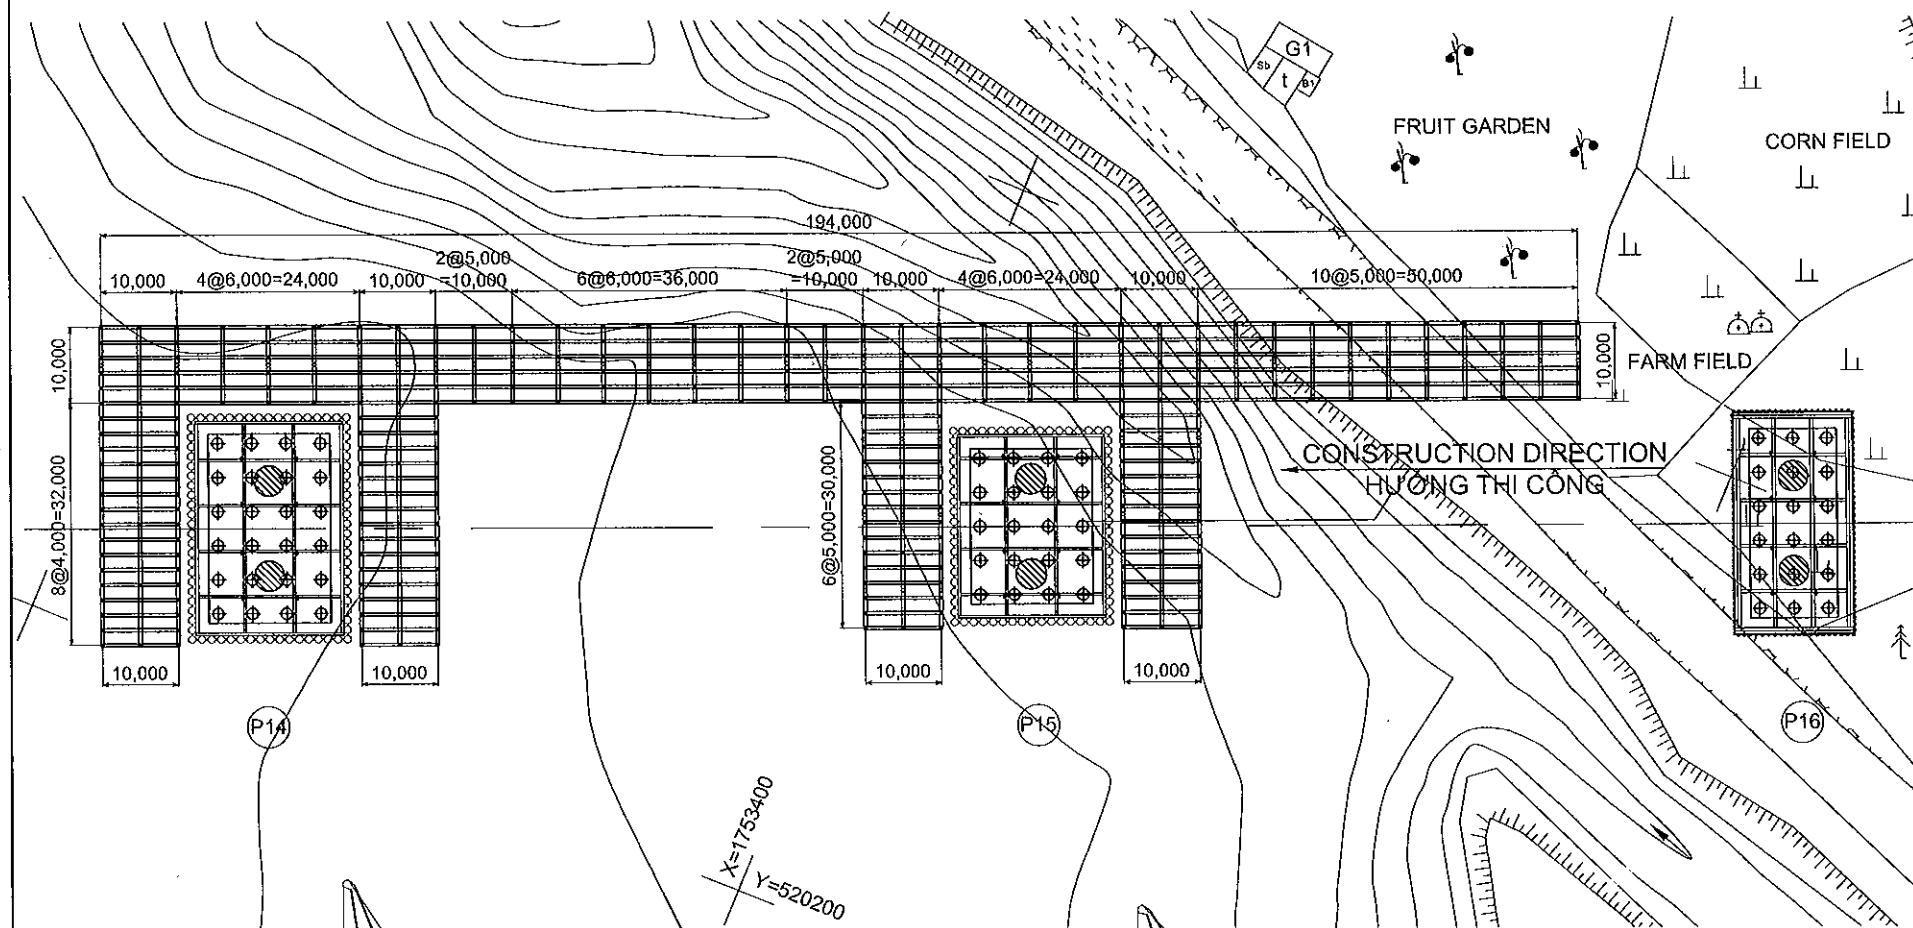 G1
Sb
t
B1
FRUIT GARDEN
CORN FIELD
194,000
10,000
4@6,000=24,000
10,000
2@5,000
=10,000
6@6,000=36,000
2@5,000
=10,000
10,000
4@6,000=24,000
10,000
10@5,000=50,000
10,000
10,000
FARM FIELD
8@4,000=32,000
6@5,000=30,000
CONSTRUCTION DIRECTION
HƯỚNG THI CÔNG
10,000
10,000
10,000
10,000
P14
P15
P16
X=1753400
Y=520200